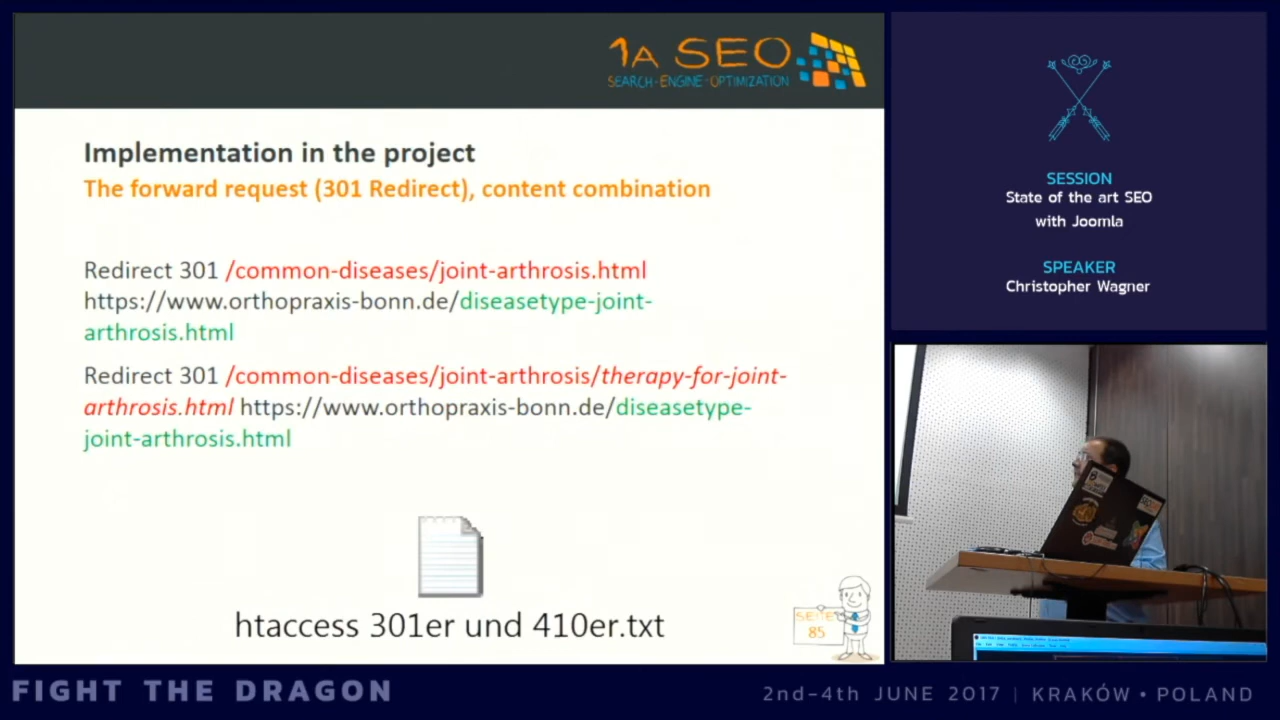 1A SEO
SEARCH-ENGINE-OPTIMIZATION
Implementation in the project
The forward request (301 Redirect), content combination
Redirect 301 /common-diseases/joint-arthrosis.html
https://www.orthopraxis-bonn.de/diseasetype-joint-
arthrosis.html
Redirect 301 /common-diseases/joint-arthrosis/therapy-for-joint-
arthrosis.html https://www.orthopraxis-bonn.de/diseasetype-
joint-arthrosis.html
htaccess 301er und 410er.txt
SEITE
85
SESSION
State of the art SEO
with Joomla
SPEAKER
Christopher Wagner
FIGHT THE DRAGON
2nd-4th JUNE 2017 | KRAKÓW • POLAND